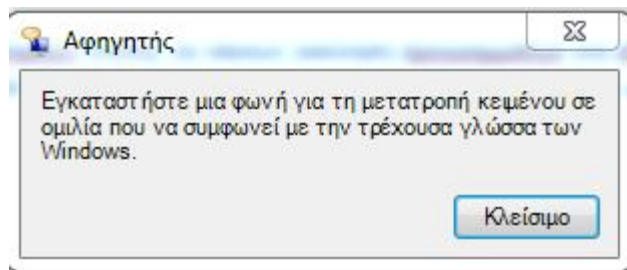 Αφηγητής
Εγκαταστήστε μια φωνή για τη μετατροπή κειμένου σε
ομιλία που να συμφωνεί με την τρέχουσα γλώσσα των
Windows.
Κλείσιμο